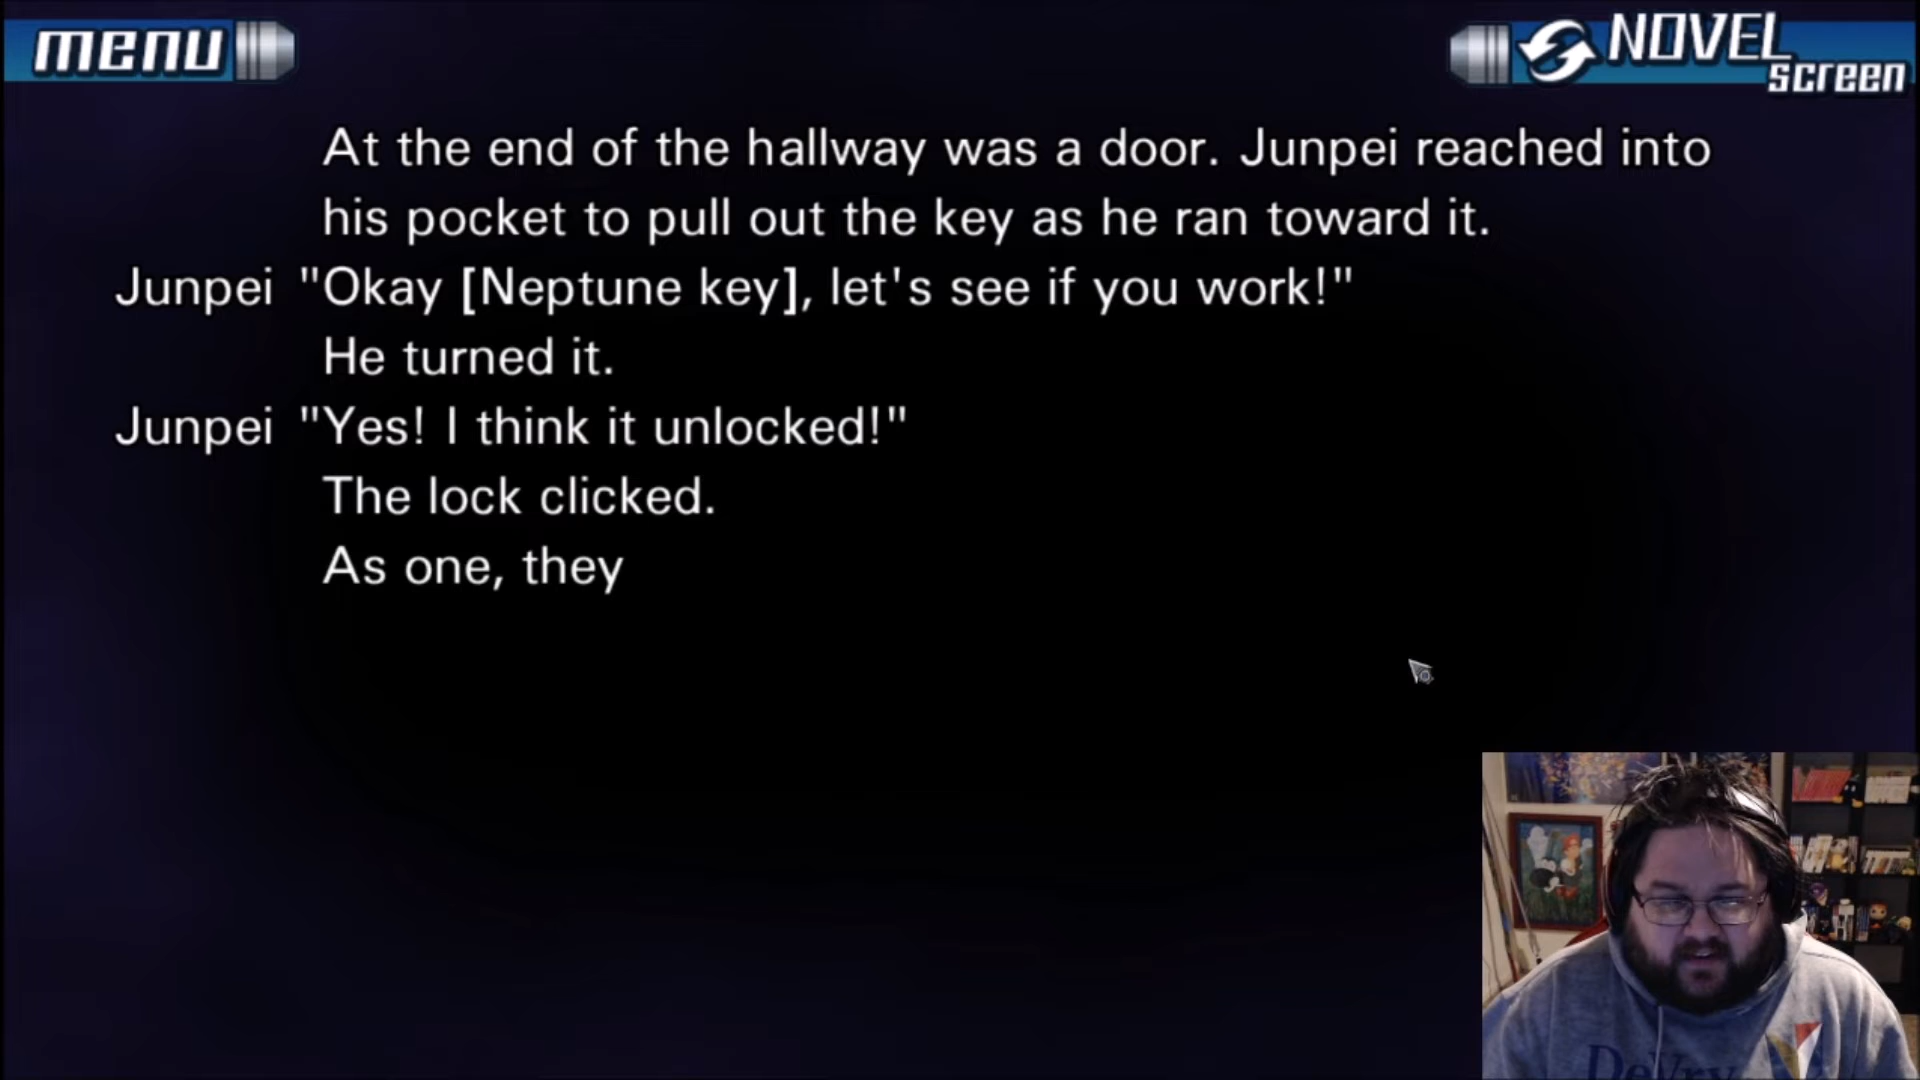 menu
NOVEL
screen
At the end of the hallway was a door. Junpei reached into
his pocket to pull out the key as he ran toward it.
Junpei "Okay [Neptune key], let's see if you work!"
He turned it.
Junpei "Yes! I think it unlocked!"
The lock clicked.
As one, they
DeVry